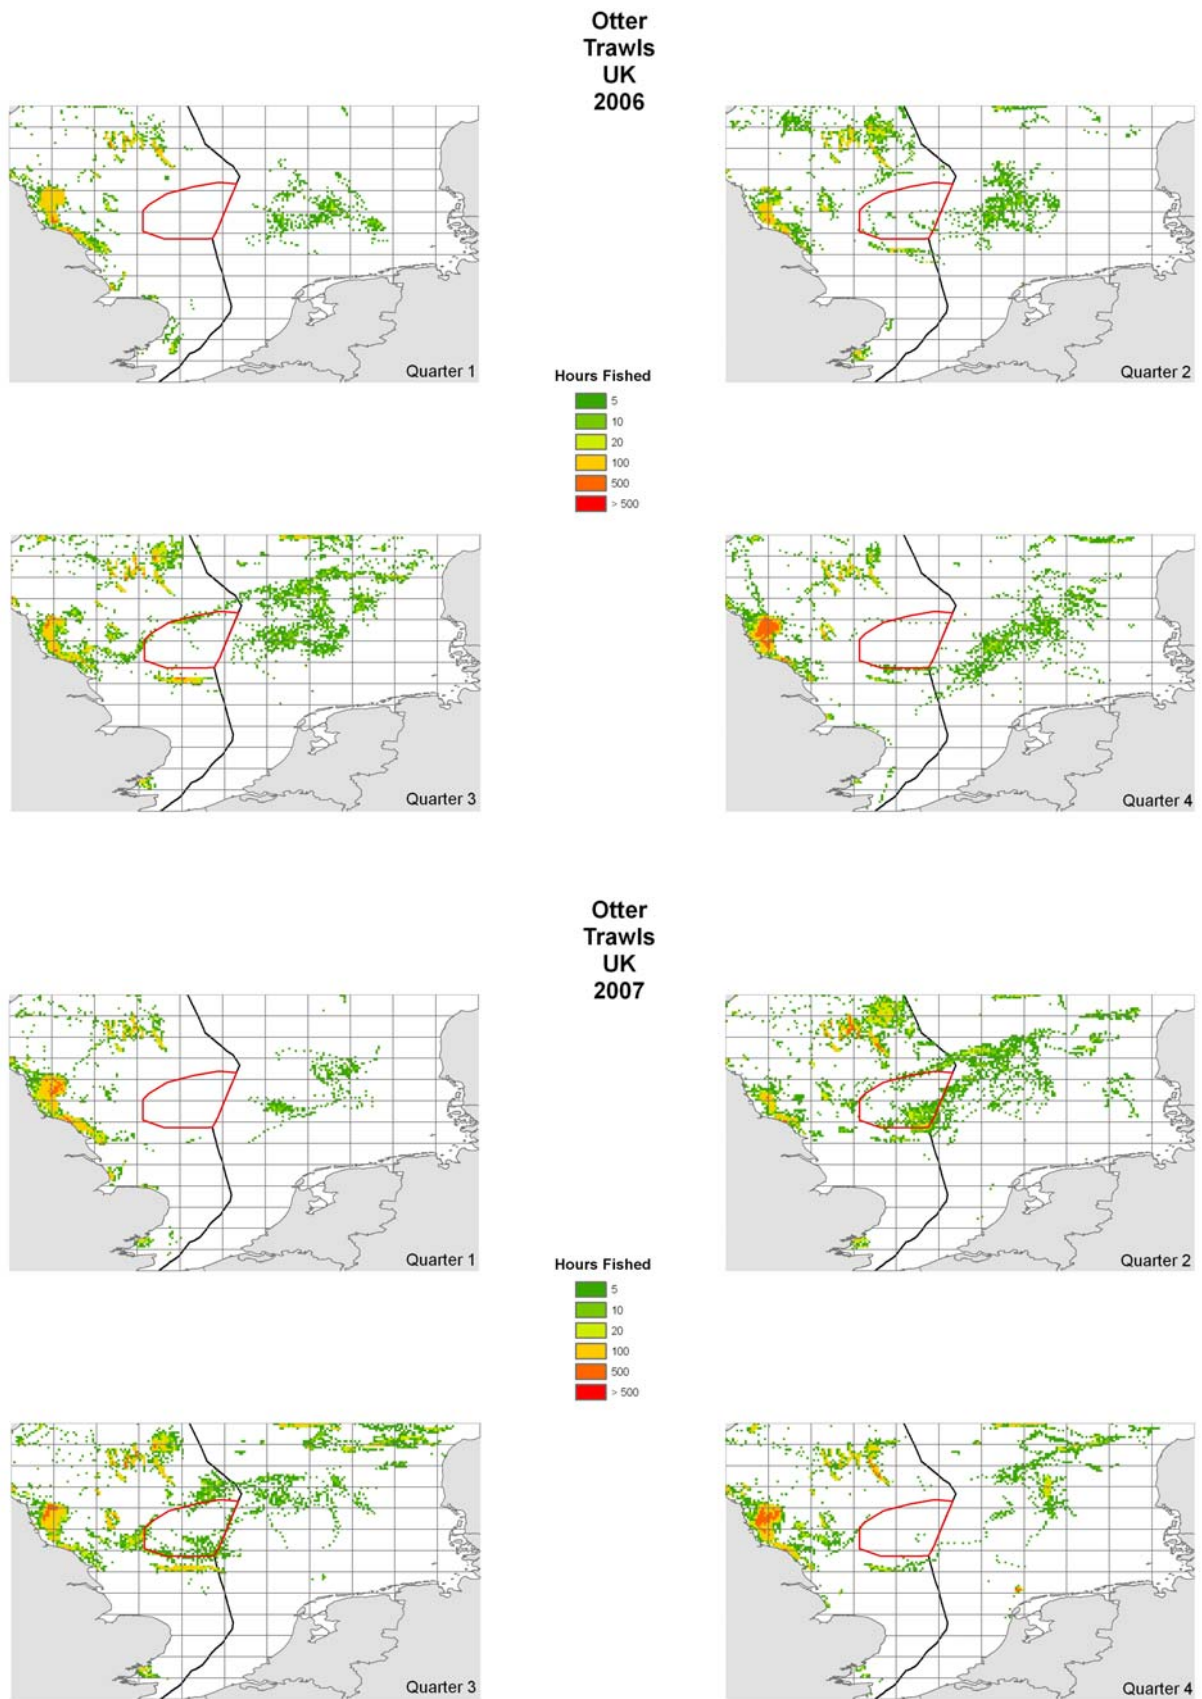 Otter
Trawls
UK
2006
Quarter 1
Quarter 2
Hours Fished
5
10
20
100
500
> 500
Quarter 3
Quarter 4
Otter
Trawls
UK
2007
Quarter 1
Quarter 2
Hours Fished
5
10
20
100
500
> 500
Quarter 3
Quarter 4